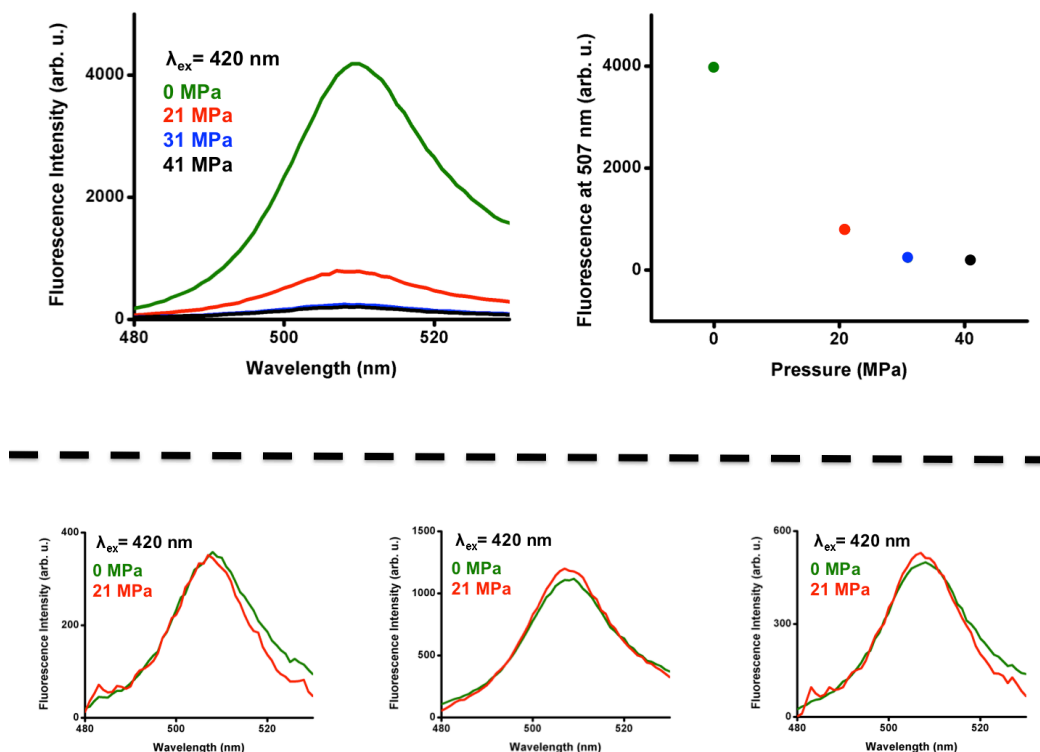 Fluorescence Intensity (arb. u.)
4000
2000
0
λex= 420 nm
0 MPa
21 MPa
31 MPa
41 MPa
480
500
520
Wavelength (nm)
Fluorescence at 507 nm (arb. u.)
4000
2000
0
0
20
40
Pressure (MPa)
Fluorescence Intensity (arb. u.)
400
200
0
λex= 420 nm
0 MPa
21 MPa
480
500
520
Wavelength (nm)
Fluorescence Intensity (arb. u.)
1500
1000
500
0
λex= 420 nm
0 MPa
21 MPa
480
500
520
Wavelength (nm)
Fluorescence Intensity (arb. u.)
600
300
0
λex= 420 nm
0 MPa
21 MPa
480
500
520
Wavelength (nm)